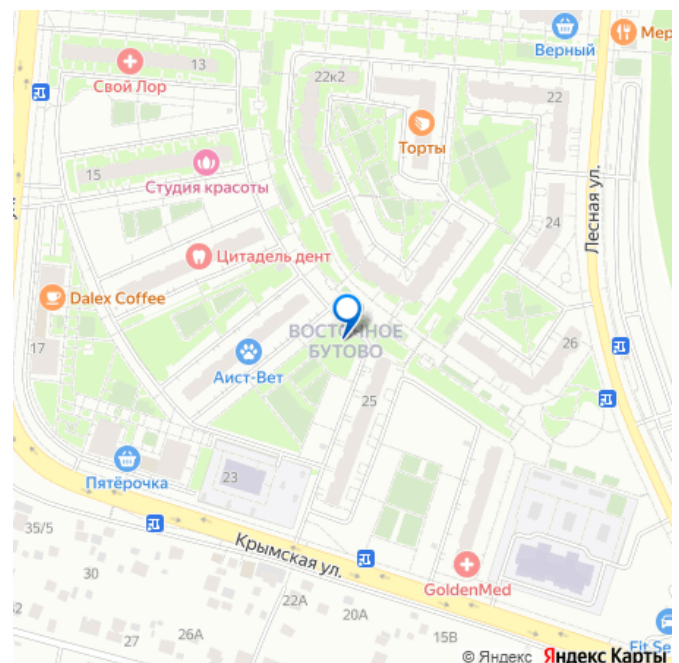 Верный
Мер
13
Свой Лор
22к2
22
Торты
15
Студия красоты
Лесная ул.
24
Цитадель дент
Dalex Coffee
ВОСТОЧНОЕ
БУТОВО
17
26
Аист-Вет
25
Пятёрочка
23
35/5
Крымская ул.
30
GoldenMed
22А
20А
26А
27
15В
Fit Se
© Яндекс Яндекс Карты